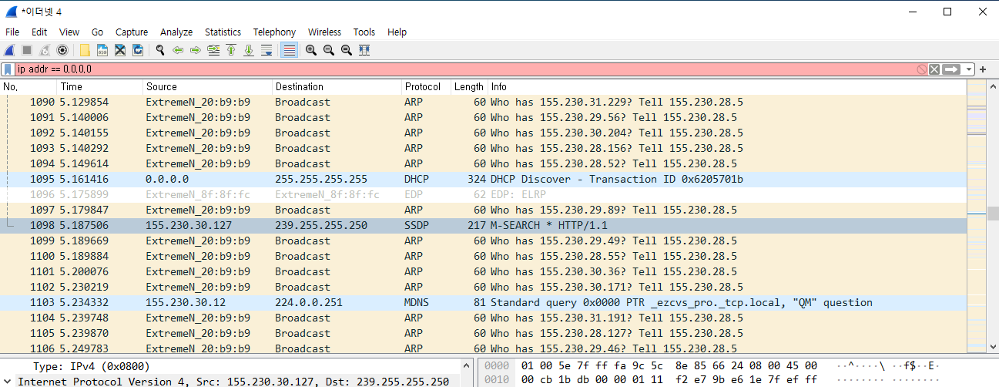 *이더넷 4
File Edit View Go Capture Analyze Statistics Telephony Wireless Tools Help
ip addr == 0,0,0,0
No. Time Source Destination Protocol Length Info
1090 5.129854 ExtremeN_20:b9:b9 Broadcast ARP 60 Who has 155.230.31.229? Tell 155.230.28.5
1091 5.140006 ExtremeN_20:b9:b9 Broadcast ARP 60 Who has 155.230.29.56? Tell 155.230.28.5
1092 5.140155 ExtremeN_20:b9:b9 Broadcast ARP 60 Who has 155.230.30.204? Tell 155.230.28.5
1093 5.140292 ExtremeN_20:b9:b9 Broadcast ARP 60 Who has 155.230.28.156? Tell 155.230.28.5
1094 5.149614 ExtremeN_20:b9:b9 Broadcast ARP 60 Who has 155.230.28.52? Tell 155.230.28.5
1095 5.161416 0.0.0.0 255.255.255.255 DHCP 324 DHCP Discover - Transaction ID 0x6205701b
1096 5.175899 ExtremeN_8f:8f:fc ExtremeN_8f:8f:fc EDP 62 EDP: ELRP
1097 5.179847 ExtremeN_20:b9:b9 Broadcast ARP 60 Who has 155.230.29.89? Tell 155.230.28.5
1098 5.187506 155.230.30.127 239.255.255.250 SSDP 217 M-SEARCH * HTTP/1.1
1099 5.189669 ExtremeN_20:b9:b9 Broadcast ARP 60 Who has 155.230.29.49? Tell 155.230.28.5
1100 5.189884 ExtremeN_20:b9:b9 Broadcast ARP 60 Who has 155.230.28.55? Tell 155.230.28.5
1101 5.200076 ExtremeN_20:b9:b9 Broadcast ARP 60 Who has 155.230.30.36? Tell 155.230.28.5
1102 5.230219 ExtremeN_20:b9:b9 Broadcast ARP 60 Who has 155.230.30.171? Tell 155.230.28.5
1103 5.234332 155.230.30.12 224.0.0.251 MDNS 81 Standard query 0x0000 PTR _ezcvs_pro._tcp.local, "QM" question
1104 5.239748 ExtremeN_20:b9:b9 Broadcast ARP 60 Who has 155.230.31.191? Tell 155.230.28.5
1105 5.239870 ExtremeN_20:b9:b9 Broadcast ARP 60 Who has 155.230.28.127? Tell 155.230.28.5
1106 5.249783 ExtremeN_20:b9:b9 Broadcast ARP 60 Who has 155.230.29.46? Tell 155.230.28.5
Type: IPv4 (0x0800)
Internet Protocol Version 4, Src: 155.230.30.127, Dst: 239.255.255.250
0000 01 00 5e 7f ff fa 9c 5c 8e 85 66 24 08 00 45 00 ··^····\ ··f$··E·
0010 00 cb 1b db 00 00 01 11 f2 e7 9b e6 1e 7f ef ff ········ ········